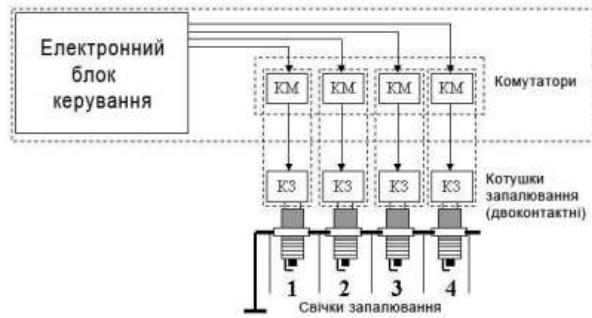 Електронний
блок
керування
КМ КМ КМ КМ
Комутатори
КЗ КЗ КЗ КЗ
Котушки
запалювання
(двоконтактні)
1 2 3 4
Свічки запалювання